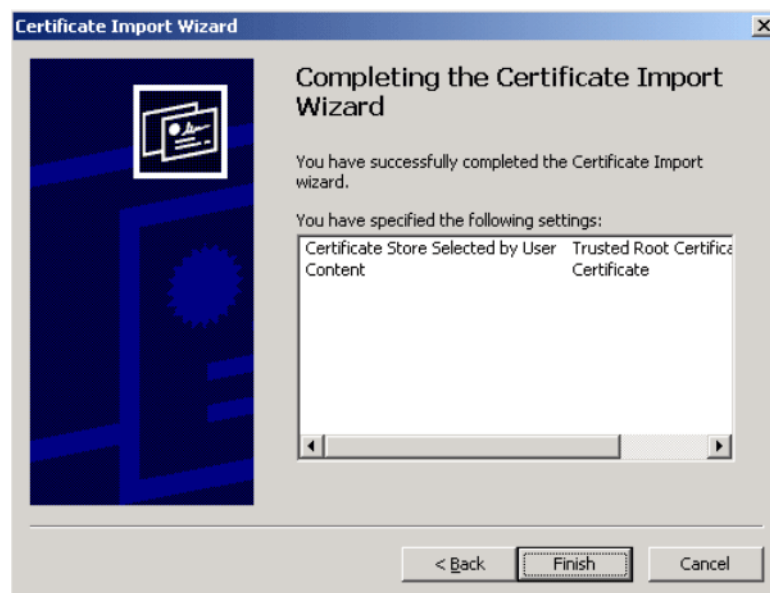 Certificate Import Wizard
Completing the Certificate Import
Wizard
You have successfully completed the Certificate Import
wizard.
You have specified the following settings:
Certificate Store Selected by User Trusted Root Certifica
Content Certificate
< Back Finish Cancel